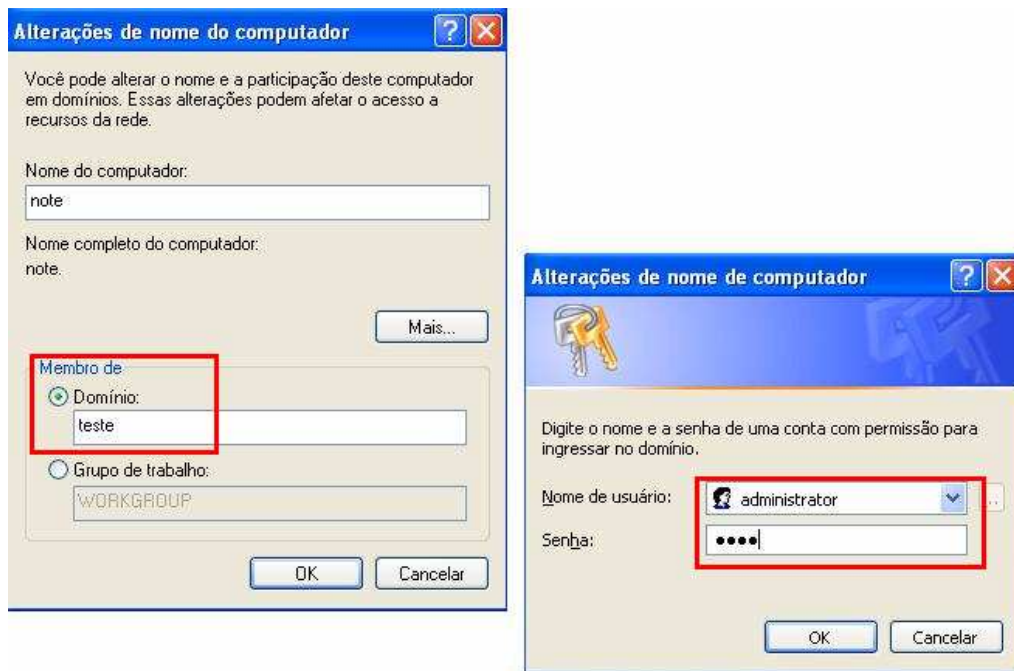 Alterações de nome do computador
Você pode alterar o nome e a participação deste computador
em domínios. Essas alterações podem afetar o acesso a
recursos da rede.
Nome do computador:
note
Nome completo do computador:
note.
Mais...
Membro de
Domínio:
teste
Grupo de trabalho:
WORKGROUP
OK
Cancelar
Alterações de nome de computador
Digite o nome e a senha de uma conta com permissão para
ingressar no domínio.
Nome de usuário:
administrator
Senha:
••••
OK
Cancelar